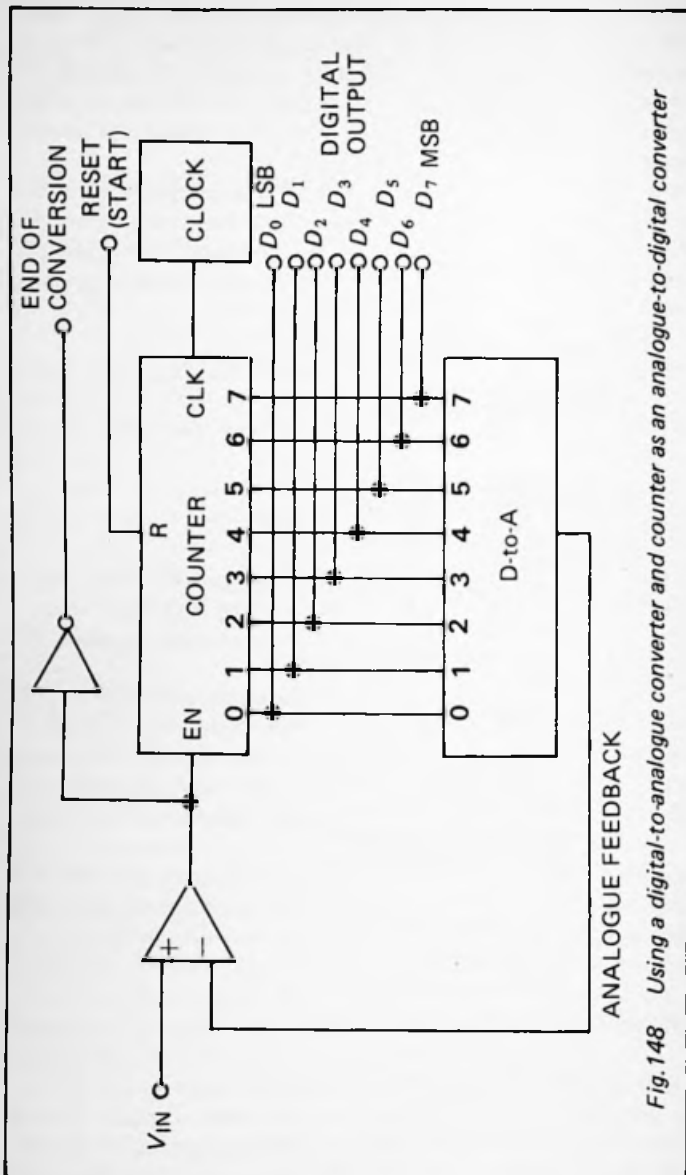 END OF
CONVERSION
RESET
(START)
R
EN COUNTER CLK
CLOCK
0 1 2 3 4 5 6 7
+
−
VIN
D0 LSB
D1
D2
D3
D4
D5
D6
D7 MSB
DIGITAL
OUTPUT
0 1 2 3 4 5 6 7
D-to-A
ANALOGUE FEEDBACK
Fig.148 Using a digital-to-analogue converter and counter as an analogue-to-digital converter